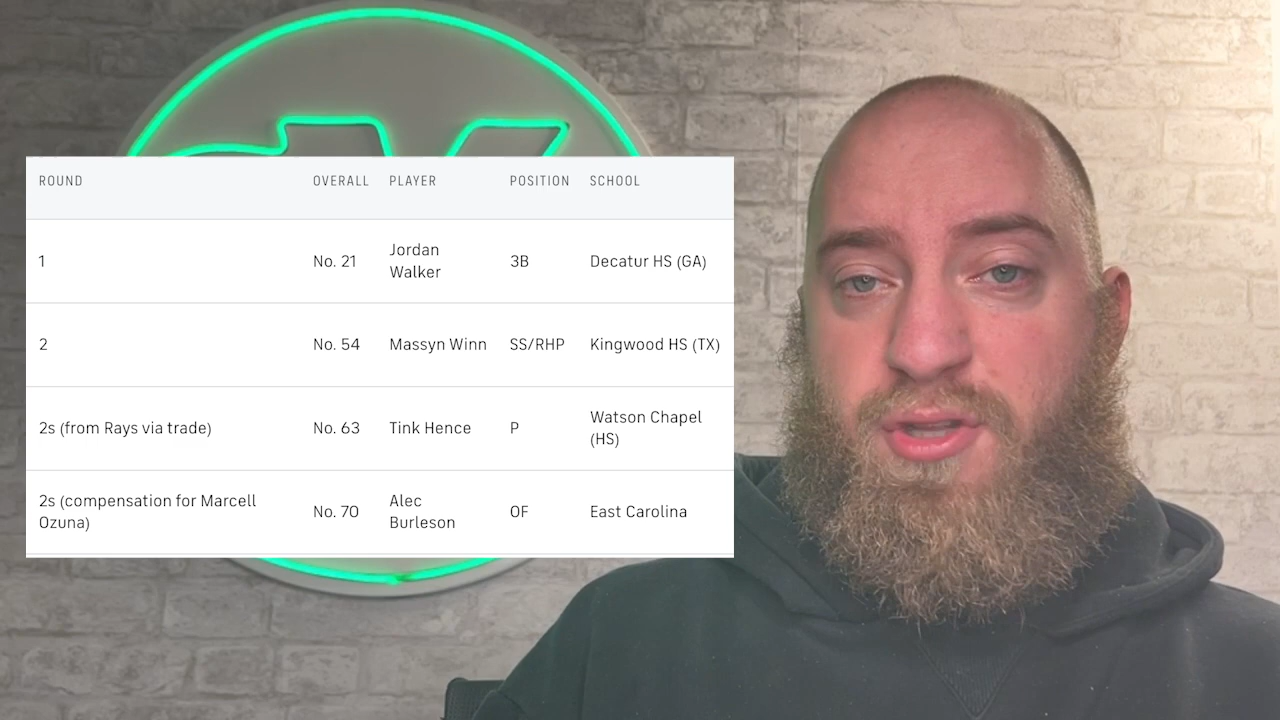 ROUND OVERALL PLAYER POSITION SCHOOL
1 No. 21 Jordan Walker 3B Decatur HS (GA)
2 No. 54 Massyn Winn SS/RHP Kingwood HS (TX)
2s (from Rays via trade) No. 63 Tink Hence P Watson Chapel (HS)
2s (compensation for Marcell Ozuna) No. 70 Alec Burleson OF East Carolina